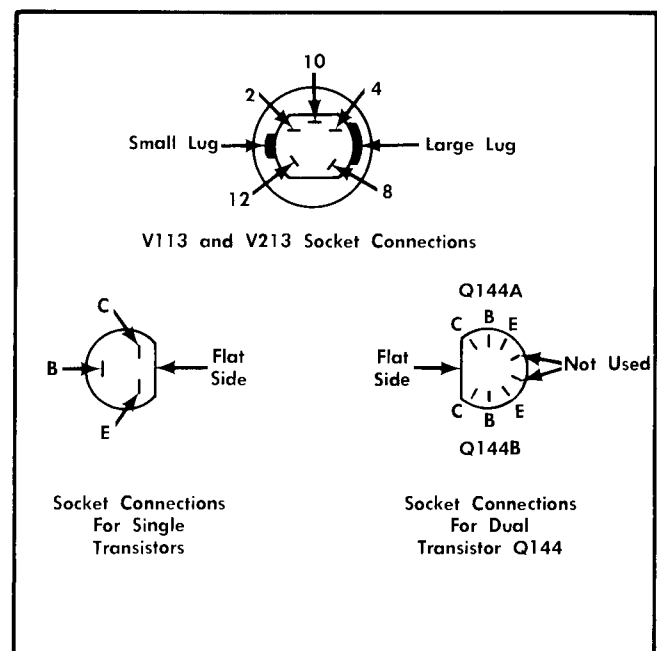 10
2
4
Small Lug
Large Lug
12
8
V113 and V213 Socket Connections
C
B
E
Flat
Side
Socket Connections
For Single
Transistors
Q144A
C B E
Flat
Side
Not Used
C B E
Q144B
Socket Connections
For Dual
Transistor Q144